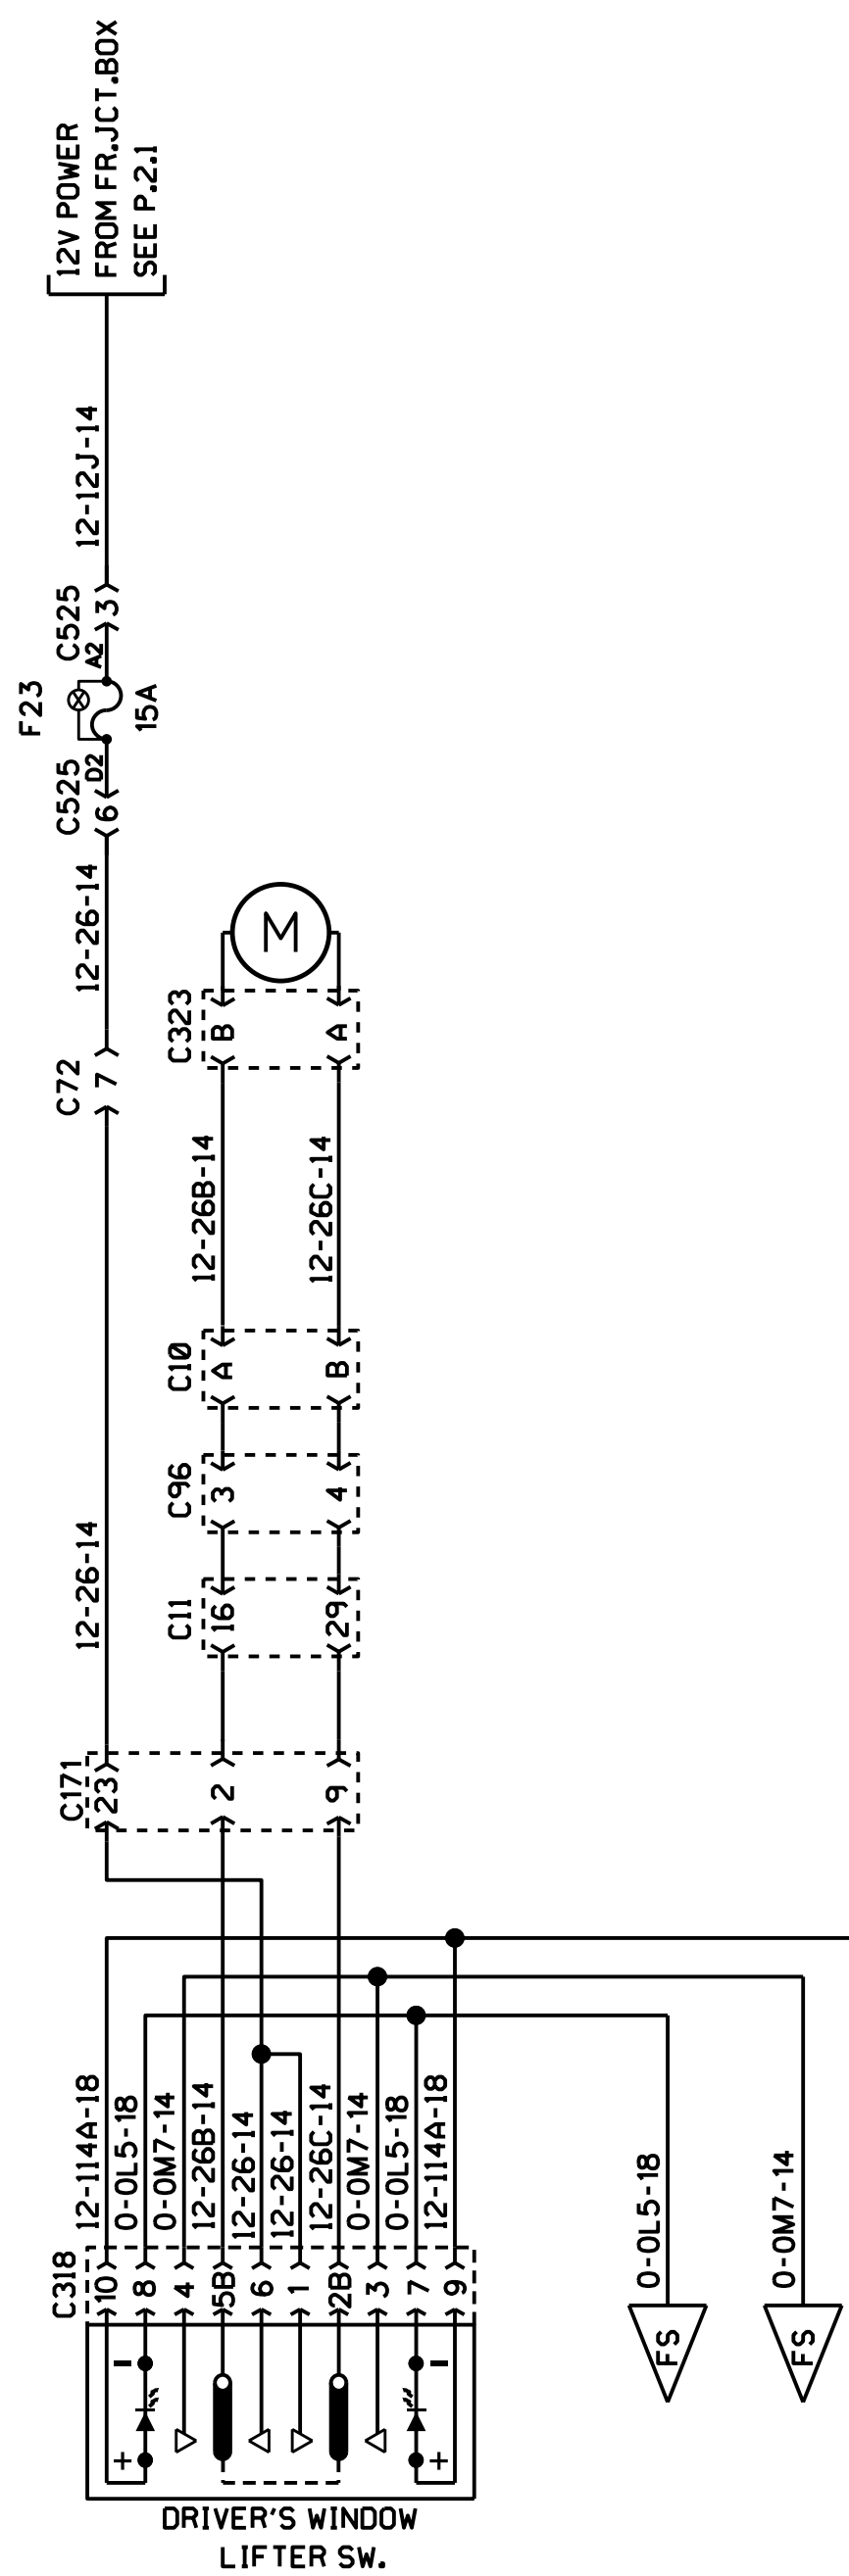 12V POWER
FROM FR.JCT.BOX
SEE P.2.1
12-12J-14
C525
3
A2
F23
15A
D2
C525
6
12-26-14
M
C323
B
A
C72
7
12-26B-14
12-26C-14
C10
A
B
C96
3
4
12-26-14
C11
16
29
C171
23
2
9
12-114A-18
0-0L5-18
0-0M7-14
12-26B-14
12-26-14
12-26-14
12-26C-14
0-0M7-14
0-0L5-18
12-114A-18
0-0L5-18
0-0M7-14
C318
10
8
4
5B
6
1
2B
3
7
9
FS
FS
-
-
+
+
DRIVER'S WINDOW
LIFTER SW.